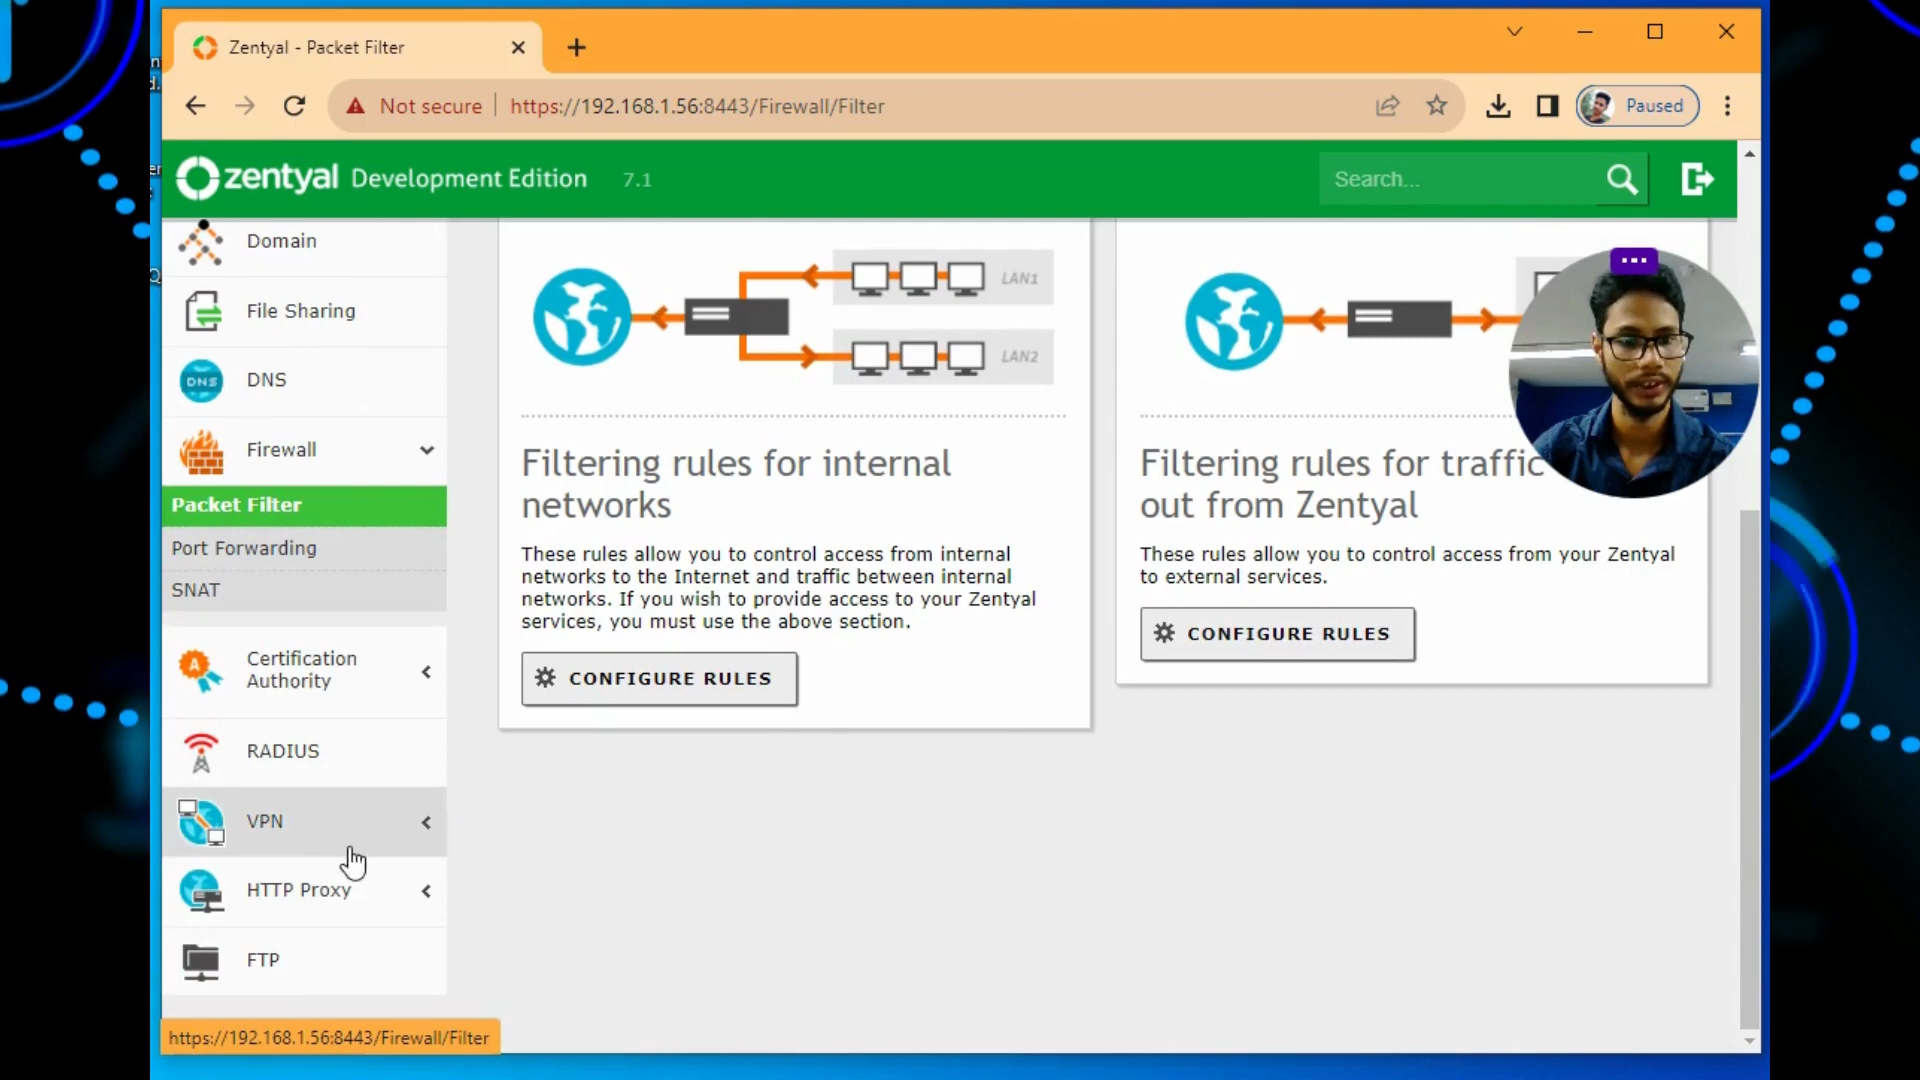 Zentyal - Packet Filter
Not secure
https://192.168.1.56:8443/Firewall/Filter
Paused
zentyal Development Edition 7.1
Search...
Domain
File Sharing
DNS
DNS
Firewall
Packet Filter
Port Forwarding
SNAT
A
Certification
Authority
RADIUS
VPN
HTTP Proxy
FTP
LAN1
LAN2
Filtering rules for internal
networks
These rules allow you to control access from internal
networks to the Internet and traffic between internal
networks. If you wish to provide access to your Zentyal
services, you must use the above section.
CONFIGURE RULES
Filtering rules for traffic
out from Zentyal
These rules allow you to control access from your Zentyal
to external services.
CONFIGURE RULES
https://192.168.1.56:8443/Firewall/Filter